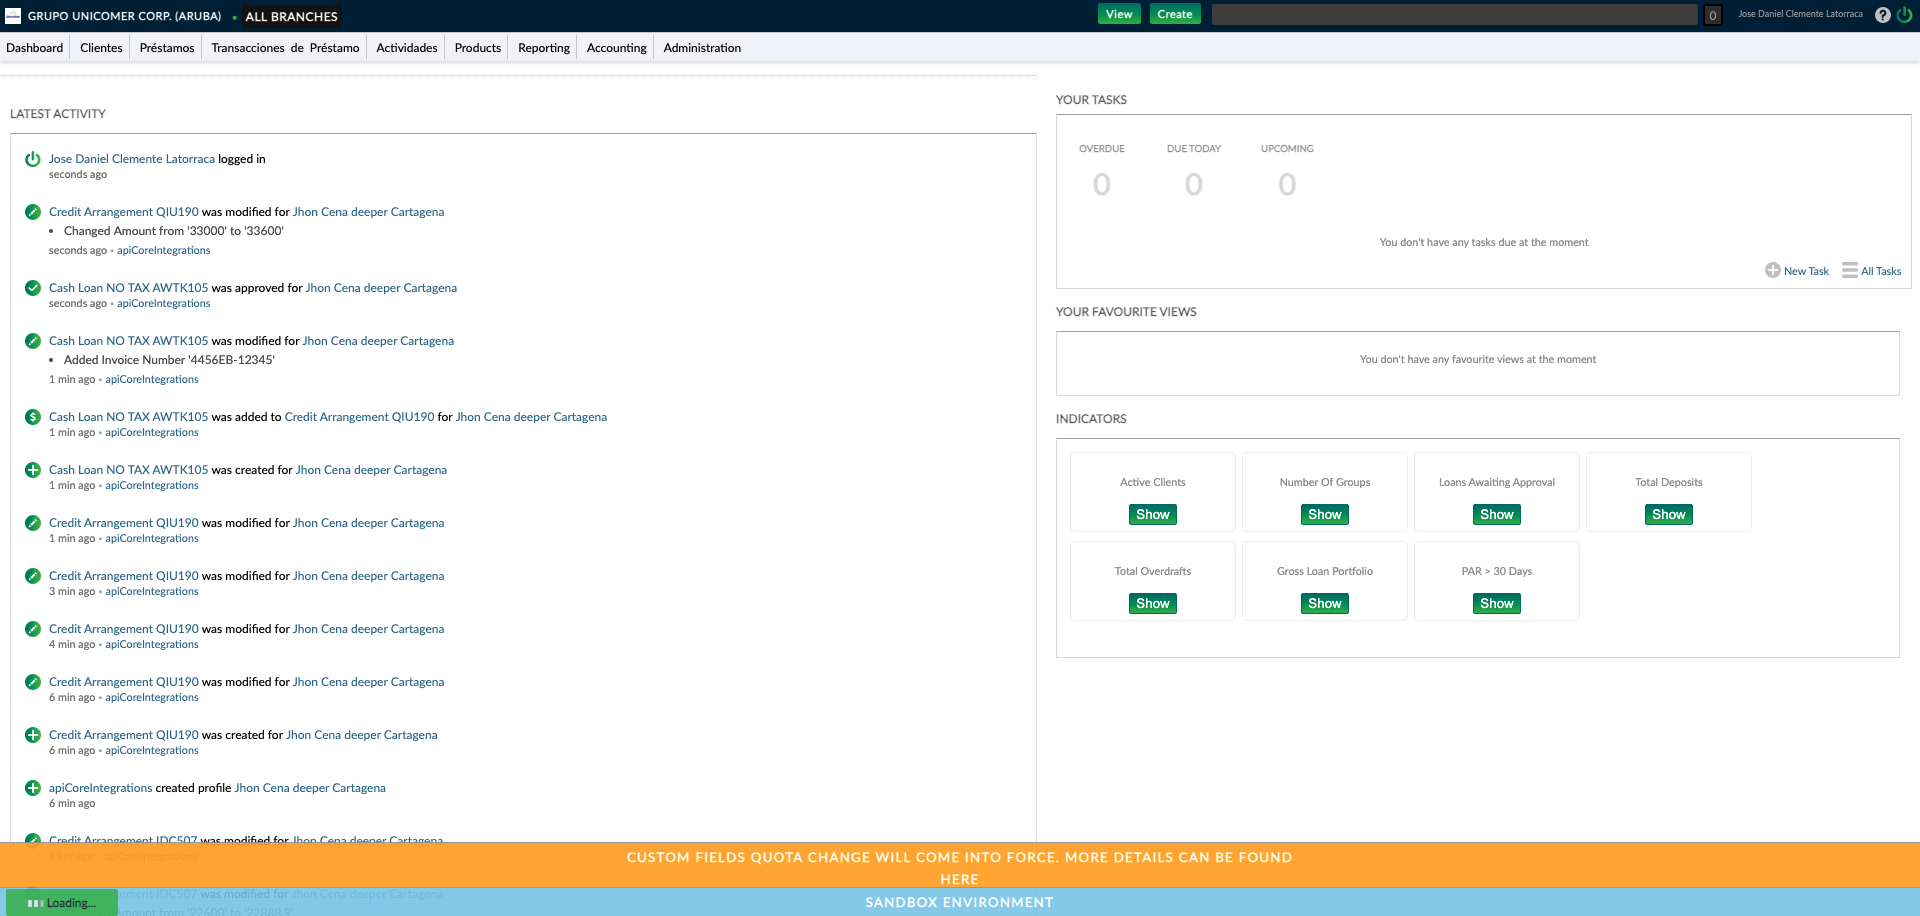 GRUPO UNICOMER CORP. (ARUBA) • ALL BRANCHES
View
Create
0
Jose Daniel Clemente Latorraca
?
Dashboard
Clientes
Préstamos
Transacciones de Préstamo
Actividades
Products
Reporting
Accounting
Administration
LATEST ACTIVITY
Jose Daniel Clemente Latorraca logged in
seconds ago
Credit Arrangement QIU190 was modified for Jhon Cena deeper Cartagena
• Changed Amount from '33000' to '33600'
seconds ago • apiCoreIntegrations
Cash Loan NO TAX AWTK105 was approved for Jhon Cena deeper Cartagena
seconds ago • apiCoreIntegrations
Cash Loan NO TAX AWTK105 was modified for Jhon Cena deeper Cartagena
• Added Invoice Number '4456EB-12345'
1 min ago • apiCoreIntegrations
Cash Loan NO TAX AWTK105 was added to Credit Arrangement QIU190 for Jhon Cena deeper Cartagena
1 min ago • apiCoreIntegrations
Cash Loan NO TAX AWTK105 was created for Jhon Cena deeper Cartagena
1 min ago • apiCoreIntegrations
Credit Arrangement QIU190 was modified for Jhon Cena deeper Cartagena
1 min ago • apiCoreIntegrations
Credit Arrangement QIU190 was modified for Jhon Cena deeper Cartagena
3 min ago • apiCoreIntegrations
Credit Arrangement QIU190 was modified for Jhon Cena deeper Cartagena
4 min ago • apiCoreIntegrations
Credit Arrangement QIU190 was modified for Jhon Cena deeper Cartagena
6 min ago • apiCoreIntegrations
Credit Arrangement QIU190 was created for Jhon Cena deeper Cartagena
6 min ago • apiCoreIntegrations
apiCoreIntegrations created profile Jhon Cena deeper Cartagena
6 min ago
Credit Arrangement IDC507 was modified for Jhon Cena deeper Cartagena
13 hr ago • apiCoreIntegrations
IDC507 was modified for Jhon Cena deeper Cartagena
Amount from '22600' to '22888.9'
YOUR TASKS
OVERDUE
DUE TODAY
UPCOMING
0
0
0
You don't have any tasks due at the moment
New Task
All Tasks
YOUR FAVOURITE VIEWS
You don't have any favourite views at the moment
INDICATORS
Active Clients
Number Of Groups
Loans Awaiting Approval
Total Deposits
Show
Show
Show
Show
Total Overdrafts
Gross Loan Portfolio
PAR > 30 Days
Show
Show
Show
CUSTOM FIELDS QUOTA CHANGE WILL COME INTO FORCE. MORE DETAILS CAN BE FOUND
HERE
Loading...
SANDBOX ENVIRONMENT